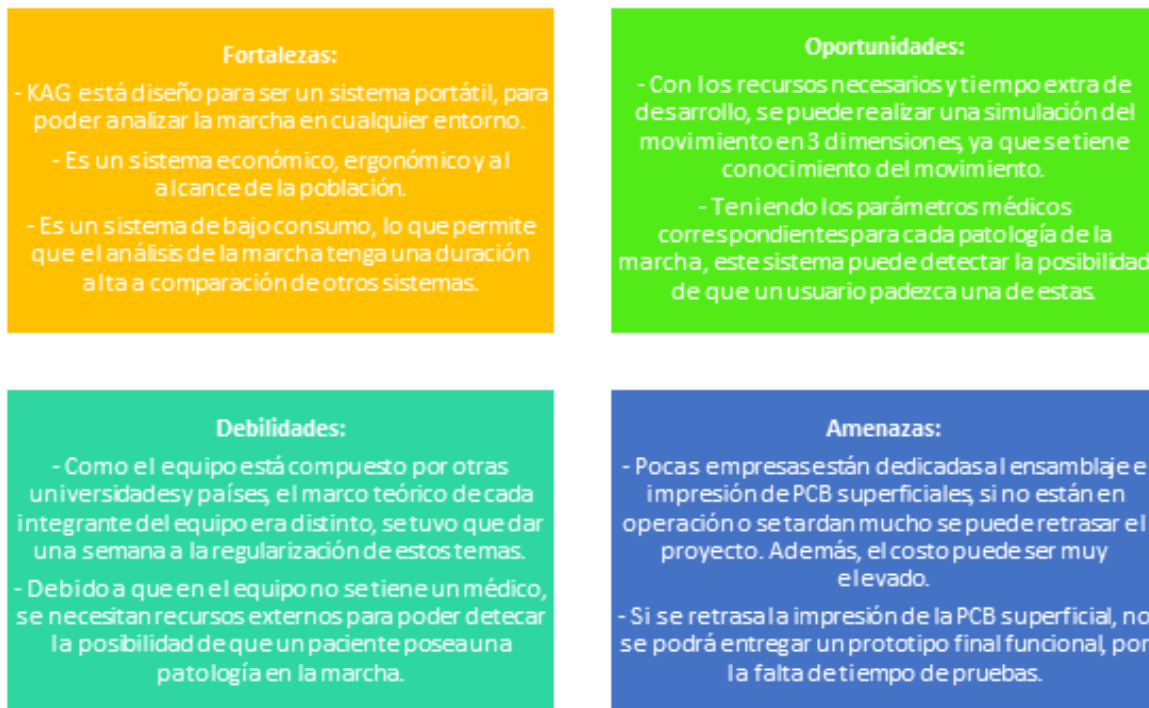 Fortalezas:
- KAG está diseño para ser un sistema portátil, para
poder analizar la marcha en cualquier entorno.
- Es un sistema económico, ergonómico y al
alcance de la población.
- Es un sistema de bajo consumo, lo que permite
que el análisis de la marcha tenga una duración
alta a comparación de otros sistemas.
Oportunidades:
- Con los recursos necesarios y tiempo extra de
desarrollo, se puede realizar una simulación del
movimiento en 3 dimensiones, ya que se tiene
conocimiento del movimiento.
- Teniendo los parámetros médicos
correspondientes para cada patología de la
marcha, este sistema puede detectar la posibilidad
de que un usuario padezca una de estas.
Debilidades:
- Como el equipo está compuesto por otras
universidades y países, el marco teórico de cada
integrante del equipo era distinto, se tuvo que dar
una semana a la regularización de estos temas.
- Debido a que en el equipo no se tiene un médico,
se necesitan recursos externos para poder detecar
la posibilidad de que un paciente posea una
patología en la marcha.
Amenazas:
- Pocas empresas están dedicadas al ensamblaje e
impresión de PCB superficiales, si no están en
operación o se tardan mucho se puede retrasar el
proyecto. Además, el costo puede ser muy
elevado.
- Si se retrasa la impresión de la PCB superficial, no
se podrá entregar un prototipo final funcional, por
la falta de tiempo de pruebas.